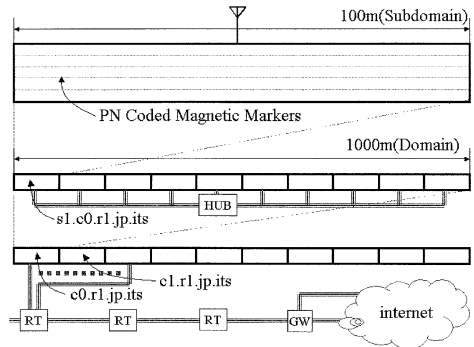 100m(Subdomain)
PN Coded Magnetic Markers
1000m(Domain)
HUB
s1.c0.r1.jp.its
c1.r1.jp.its
c0.r1.jp.its
internet
RT
RT
RT
GW